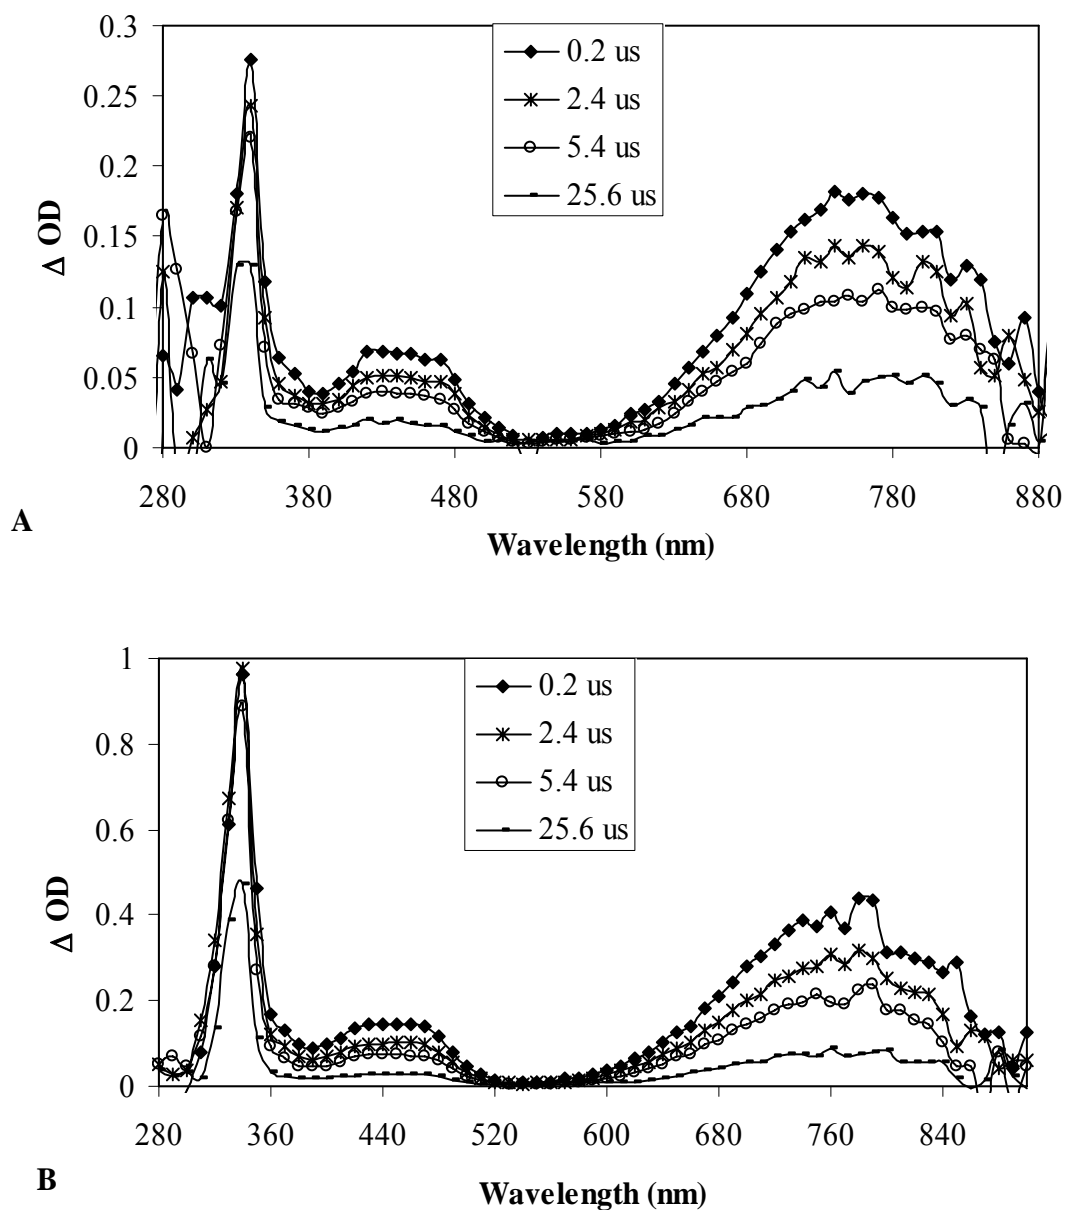 0.3
0.25
0.2
0.15
0.1
0.05
0
Δ OD
0.2 us
2.4 us
5.4 us
25.6 us
280 380 480 580 680 780 880
A
Wavelength (nm)
1
0.8
0.6
0.4
0.2
0
Δ OD
0.2 us
2.4 us
5.4 us
25.6 us
280 360 440 520 600 680 760 840
B
Wavelength (nm)